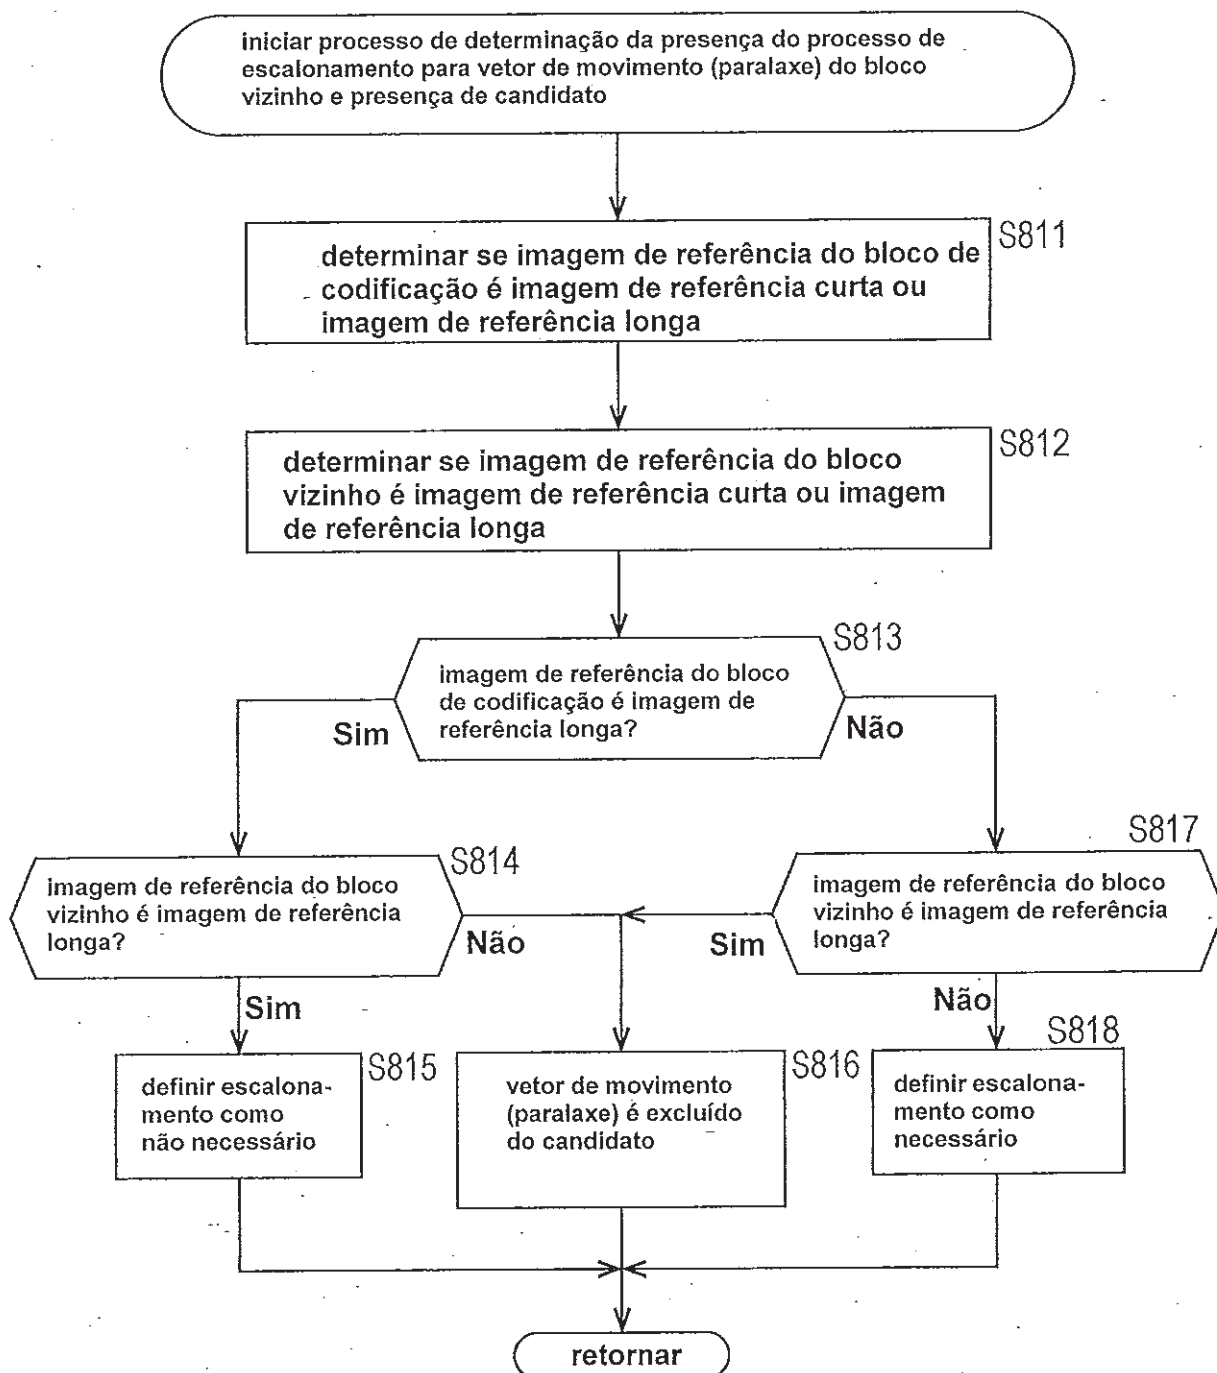 iniciar processo de determinação da presença do processo de
escalonamento para vetor de movimento (paralaxe) do bloco
vizinho e presença de candidato
S811
determinar se imagem de referência do bloco de
codificação é imagem de referência curta ou
imagem de referência longa
S812
determinar se imagem de referência do bloco
vizinho é imagem de referência curta ou imagem
de referência longa
S813
imagem de referência do bloco
de codificação é imagem de
referência longa?
Sim
Não
S814
imagem de referência do bloco
vizinho é imagem de referência
longa?
Não
Sim
S817
imagem de referência do bloco
vizinho é imagem de referência
longa?
Sim
Não
S815
definir escalona-
mento como
não necessário
S816
vetor de movimento
(paralaxe) é excluído
do candidato
S818
definir escalona-
mento como
necessário
retornar